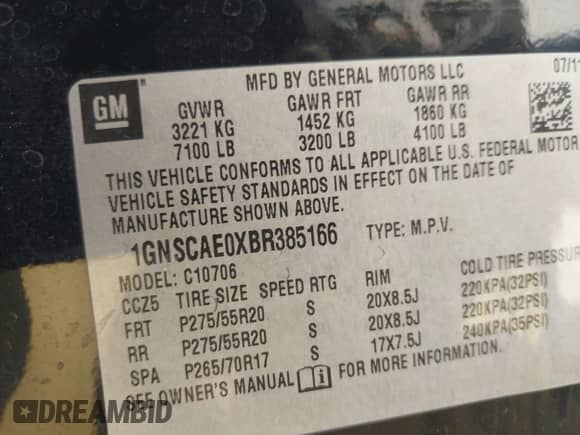 MFD BY GENERAL MOTORS LLC 07/11
GM
GVWR GAWR FRT GAWR RR
3221 KG 1452 KG 1860 KG
7100 LB 3200 LB 4100 LB
THIS VEHICLE CONFORMS TO ALL APPLICABLE U.S. FEDERAL MOTOR
VEHICLE SAFETY STANDARDS IN EFFECT ON THE DATE OF
MANUFACTURE SHOWN ABOVE.
1GNSCAE0XBR385166 TYPE: M.P.V.
MODEL: C10706
CCZ5 TIRE SIZE SPEED RTG RIM COLD TIRE PRESSUR
FRT P275/55R20 S 20X8.5J 220KPA(32PSI)
RR P275/55R20 S 20X8.5J 220KPA(32PSI)
SPA P265/70R17 S 17X7.5J 240KPA(35PSI)
SEE OWNER'S MANUAL FOR MORE INFORMATION.
DREAMBID